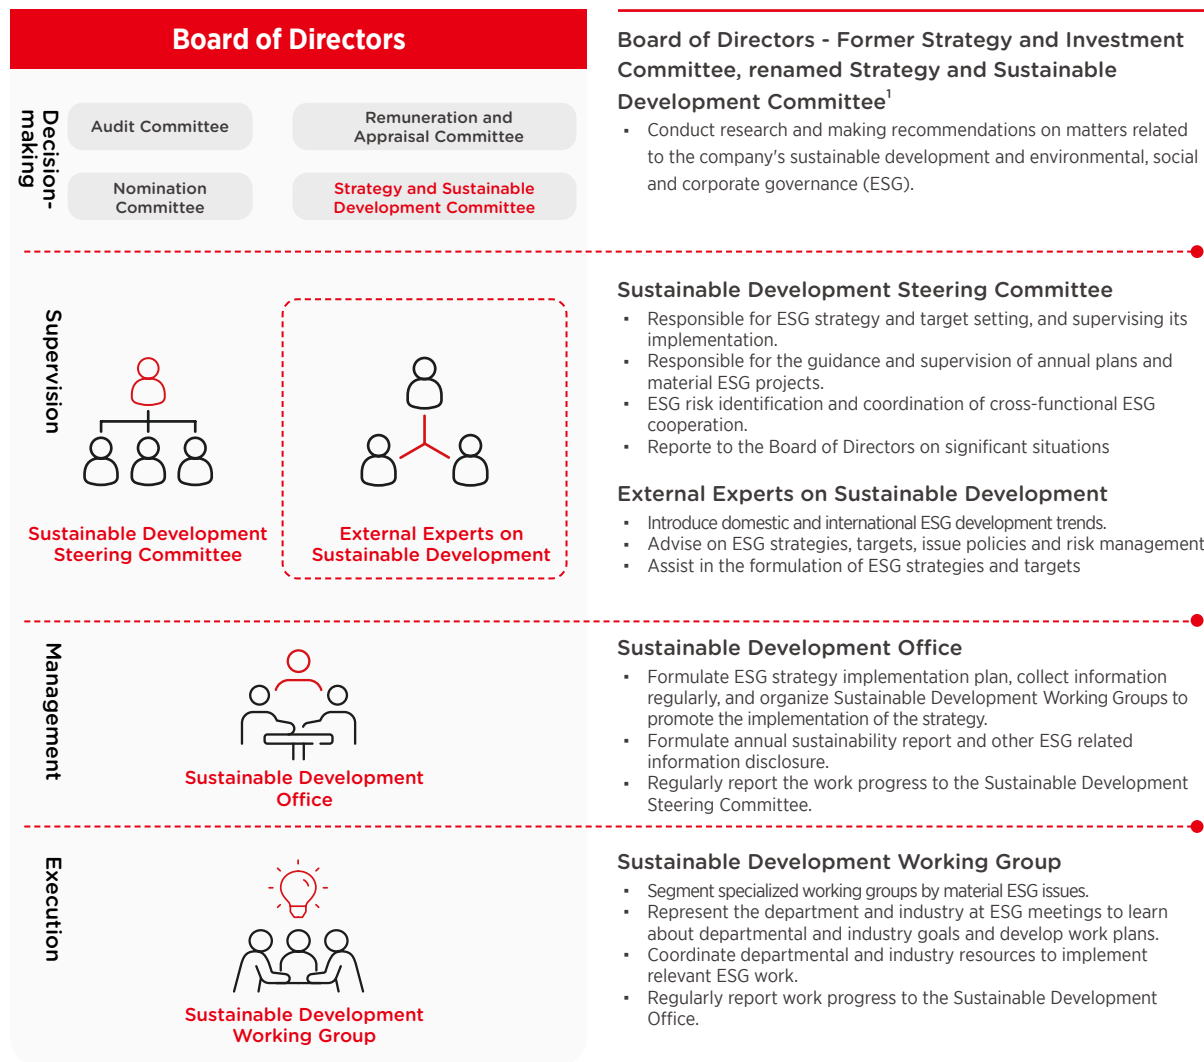 Board of Directors
Decision-
making
Audit Committee
Remuneration and
Appraisal Committee
Nomination
Committee
Strategy and Sustainable
Development Committee
Board of Directors - Former Strategy and Investment
Committee, renamed Strategy and Sustainable
Development Committee¹
▪ Conduct research and making recommendations on matters related
to the company's sustainable development and environmental, social
and corporate governance (ESG).
Supervision
Sustainable Development
Steering Committee
External Experts on
Sustainable Development
Sustainable Development Steering Committee
▪ Responsible for ESG strategy and target setting, and supervising its
implementation.
▪ Responsible for the guidance and supervision of annual plans and
material ESG projects.
▪ ESG risk identification and coordination of cross-functional ESG
cooperation.
▪ Reporte to the Board of Directors on significant situations
External Experts on Sustainable Development
▪ Introduce domestic and international ESG development trends.
▪ Advise on ESG strategies, targets, issue policies and risk management
▪ Assist in the formulation of ESG strategies and targets
Management
Sustainable Development
Office
Sustainable Development Office
▪ Formulate ESG strategy implementation plan, collect information
regularly, and organize Sustainable Development Working Groups to
promote the implementation of the strategy.
▪ Formulate annual sustainability report and other ESG related
information disclosure.
▪ Regularly report the work progress to the Sustainable Development
Steering Committee.
Execution
Sustainable Development
Working Group
Sustainable Development Working Group
▪ Segment specialized working groups by material ESG issues.
▪ Represent the department and industry at ESG meetings to learn
about departmental and industry goals and develop work plans.
▪ Coordinate departmental and industry resources to implement
relevant ESG work.
▪ Regularly report work progress to the Sustainable Development
Office.